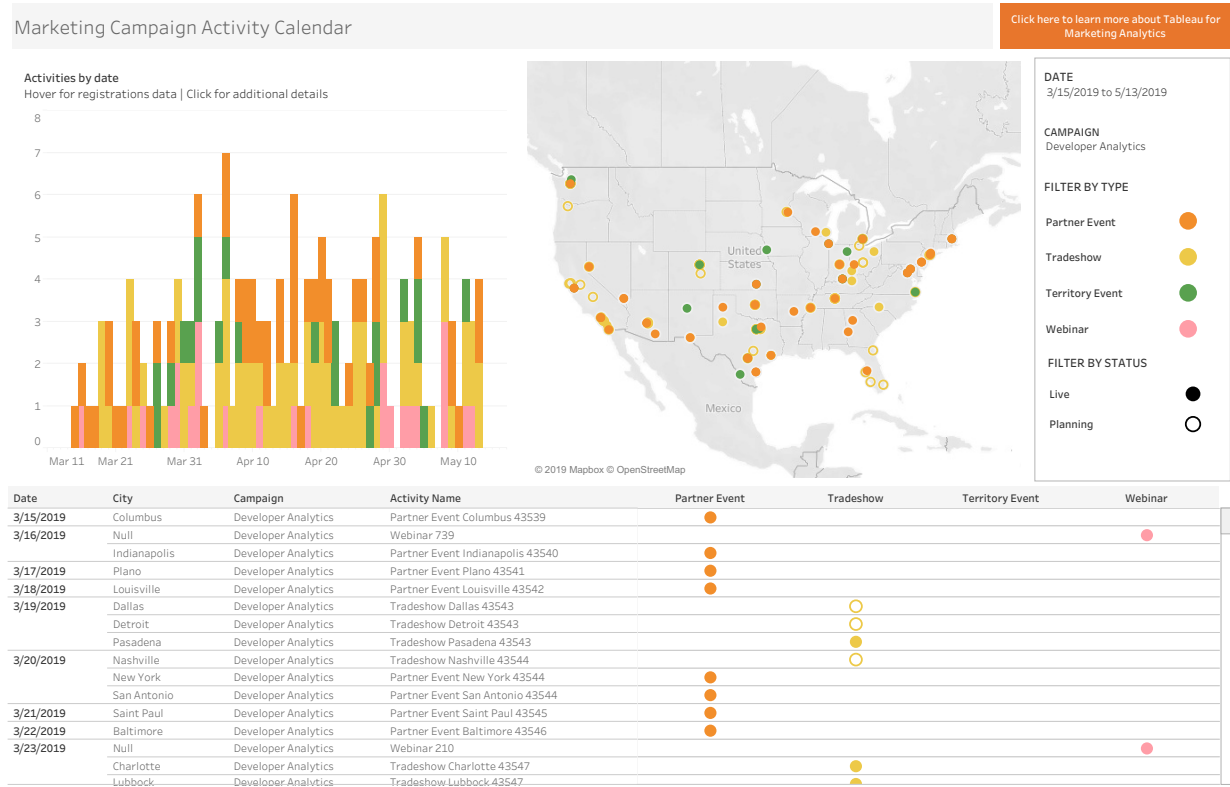 Marketing Campaign Activity Calendar
Click here to learn more about Tableau for
Marketing Analytics
Activities by date
Hover for registrations data | Click for additional details
8
7
6
5
4
3
2
1
0
Mar 11 Mar 21 Mar 31 Apr 10 Apr 20 Apr 30 May 10
United
States
Mexico
© 2019 Mapbox © OpenStreetMap
DATE
3/15/2019 to 5/13/2019
CAMPAIGN
Developer Analytics
FILTER BY TYPE
Partner Event
Tradeshow
Territory Event
Webinar
FILTER BY STATUS
Live
Planning
Date City Campaign Activity Name Partner Event Tradeshow Territory Event Webinar
3/15/2019 Columbus Developer Analytics Partner Event Columbus 43539
3/16/2019 Null Developer Analytics Webinar 739
Indianapolis Developer Analytics Partner Event Indianapolis 43540
3/17/2019 Plano Developer Analytics Partner Event Plano 43541
3/18/2019 Louisville Developer Analytics Partner Event Louisville 43542
3/19/2019 Dallas Developer Analytics Tradeshow Dallas 43543
Detroit Developer Analytics Tradeshow Detroit 43543
Pasadena Developer Analytics Tradeshow Pasadena 43543
3/20/2019 Nashville Developer Analytics Tradeshow Nashville 43544
New York Developer Analytics Partner Event New York 43544
San Antonio Developer Analytics Partner Event San Antonio 43544
3/21/2019 Saint Paul Developer Analytics Partner Event Saint Paul 43545
3/22/2019 Baltimore Developer Analytics Partner Event Baltimore 43546
3/23/2019 Null Developer Analytics Webinar 210
Charlotte Developer Analytics Tradeshow Charlotte 43547
Lubbock Developer Analytics Tradeshow Lubbock 43547